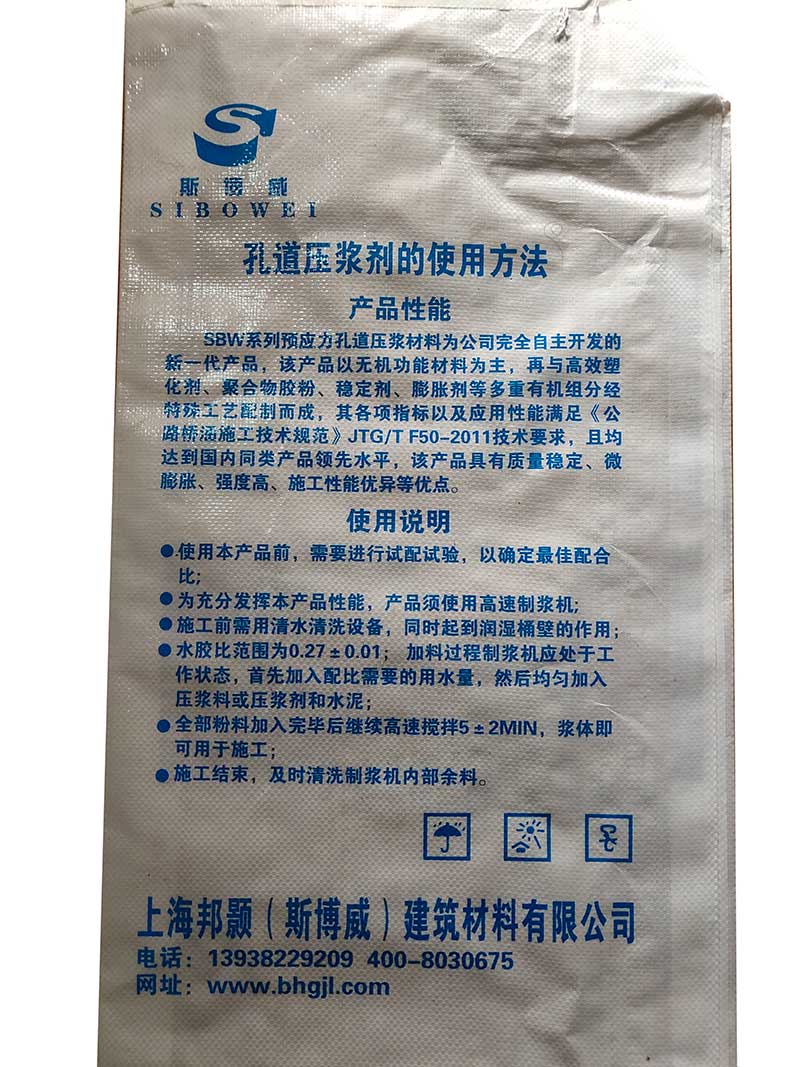 斯博威
SIBOWEI
孔道压浆剂的使用方法
产品性能
SBW系列预应力孔道压浆材料为公司完全自主开发的
新一代产品，该产品以无机功能材料为主，再与高效塑
化剂、聚合物胶粉、稳定剂、膨胀剂等多重有机组分经
特殊工艺配制而成，其各项指标以及应用性能满足《公
路桥涵施工技术规范》JTG/T F50-2011技术要求，且均
达到国内同类产品领先水平，该产品具有质量稳定、微
膨胀、强度高、施工性能优异等优点。
使用说明
●使用本产品前，需要进行试配试验，以确定最佳配合
比；
●为充分发挥本产品性能，产品须使用高速制浆机；
●施工前需用清水清洗设备，同时起到润湿桶壁的作用；
●水胶比范围为0.27±0.01；加料过程制浆机应处于工
作状态，首先加入配比需要的用水量，然后均匀加入
压浆料或压浆剂和水泥；
●全部粉料加入完毕后继续高速搅拌5±2MIN，浆体即
可用于施工；
●施工结束，及时清洗制浆机内部余料。
上海邦颢（斯博威）建筑材料有限公司
电话：13938229209 400-8030675
网址：www.bhgjl.com